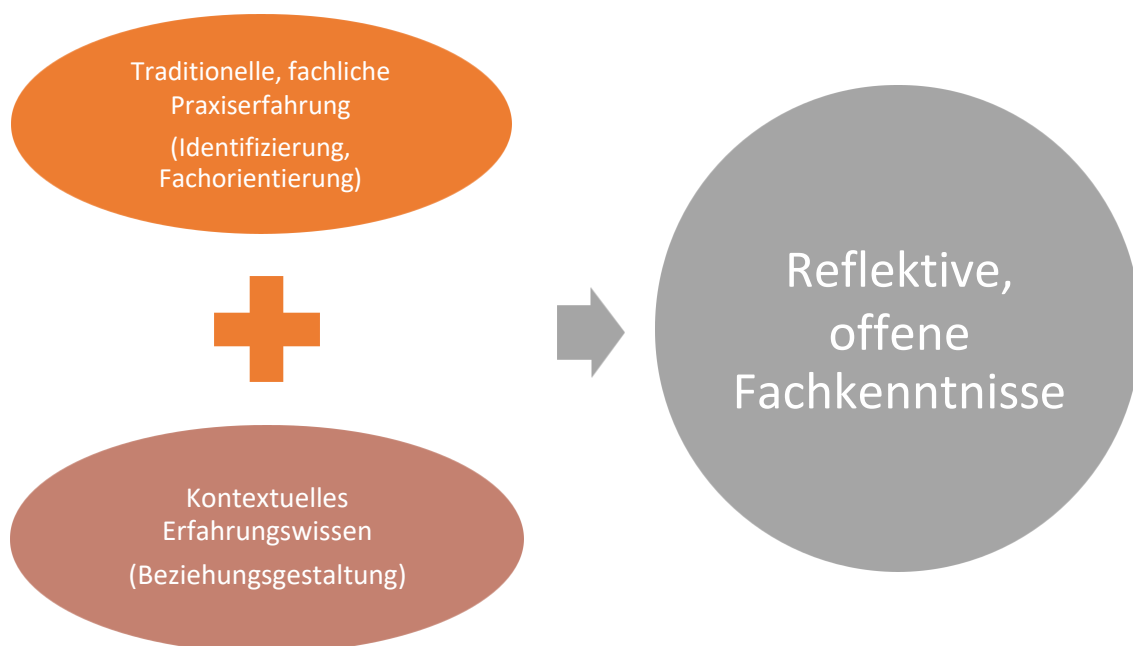 Traditionelle, fachliche
Praxiserfahrung
(Identifizierung,
Fachorientierung)
Kontextuelles
Erfahrungswissen
(Beziehungsgestaltung)
Reflektive,
offene
Fachkenntnisse